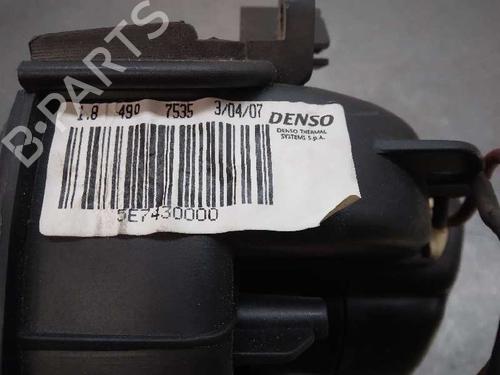 B-PARTS
1.8 49º 7535 3/04/07 DENSO
DENSO THERMAL
SYSTEMS S.p.A.
5E7430000